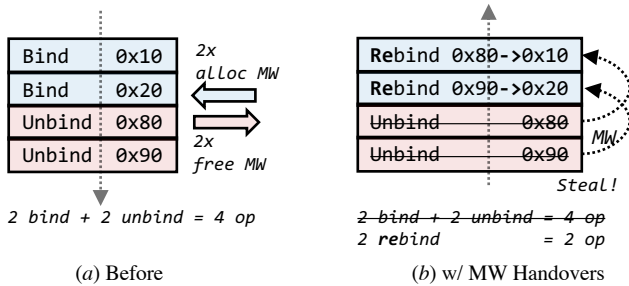 Bind 0x10
Bind 0x20
Unbind 0x80
Unbind 0x90
2x
alloc MW
2x
free MW
2 bind + 2 unbind = 4 op
(a) Before
Rebind 0x80->0x10
Rebind 0x90->0x20
Unbind 0x80
Unbind 0x90
MW
Steal!
2 bind + 2 unbind = 4 op
2 rebind = 2 op
(b) w/ MW Handovers